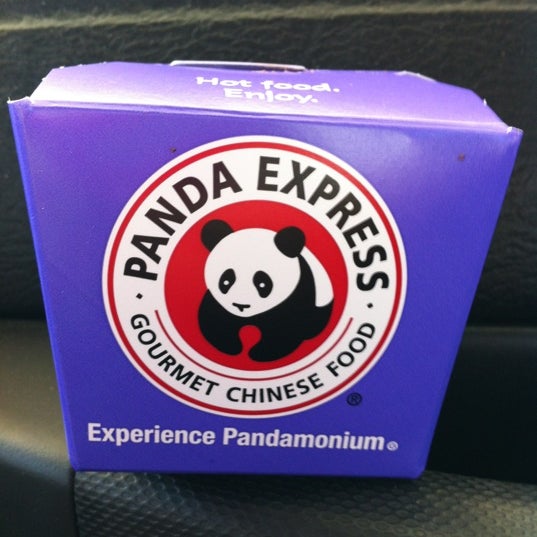 Hot food.
Enjoy.
PANDA EXPRESS
· GOURMET CHINESE FOOD ·
®
Experience Pandamonium®